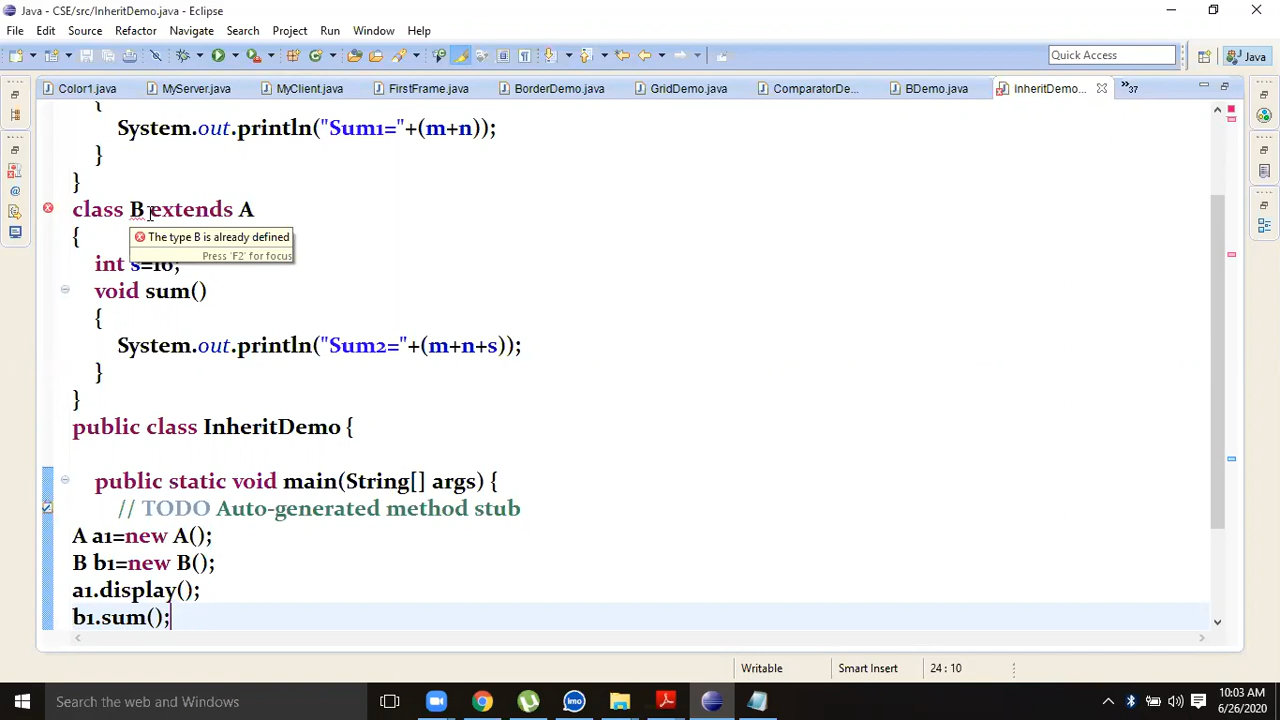 Java - CSE/src/InheritDemo.java - Eclipse
File Edit Source Refactor Navigate Search Project Run Window Help
Quick Access
Java
Color1.java MyServer.java MyClient.java FirstFrame.java BorderDemo.java GridDemo.java ComparatorDe... BDemo.java InheritDemo... »37
{
System.out.println("Sum1="+(m+n));
}
}
class B extends A
{
The type B is already defined
Press 'F2' for focus
int s=16;
void sum()
{
System.out.println("Sum2="+(m+n+s));
}
}
public class InheritDemo {
public static void main(String[] args) {
// TODO Auto-generated method stub
A a1=new A();
B b1=new B();
a1.display();
b1.sum();
Writable Smart Insert 24 : 10
Search the web and Windows
imo
10:03 AM
6/26/2020